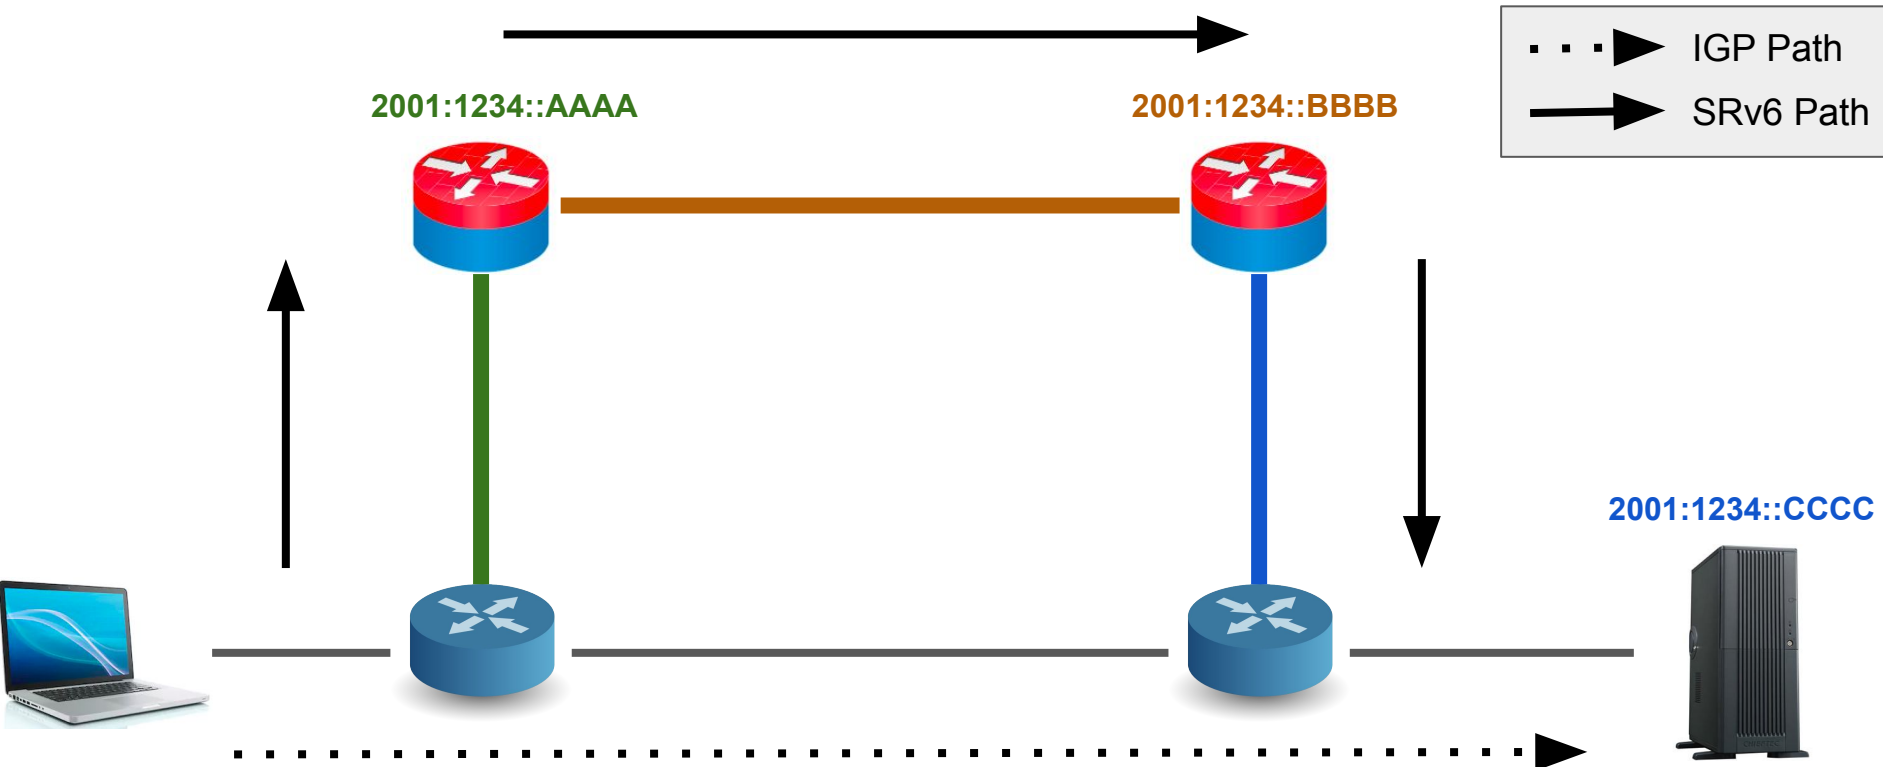 IGP Path
SRv6 Path
2001:1234::AAAA
2001:1234::BBBB
2001:1234::CCCC